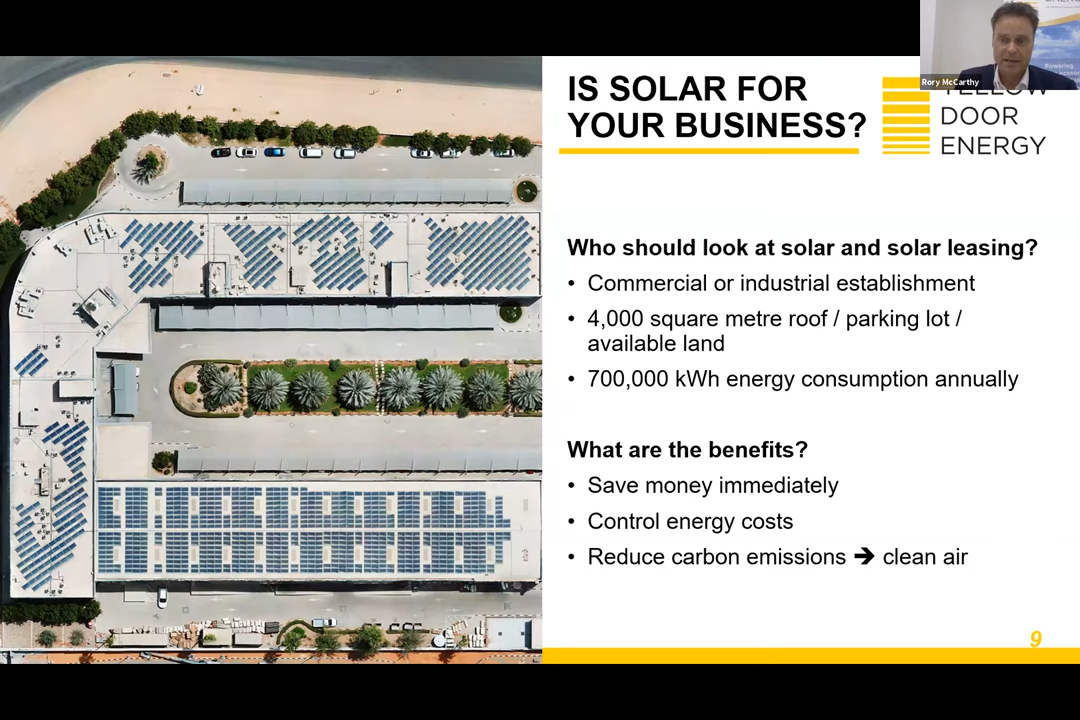 IS SOLAR FOR
YOUR BUSINESS?
Rory McCarthy
YELLOW
DOOR
ENERGY
Powering
Who should look at solar and solar leasing?
• Commercial or industrial establishment
• 4,000 square metre roof / parking lot /
available land
• 700,000 kWh energy consumption annually
What are the benefits?
• Save money immediately
• Control energy costs
• Reduce carbon emissions ➔ clean air
9